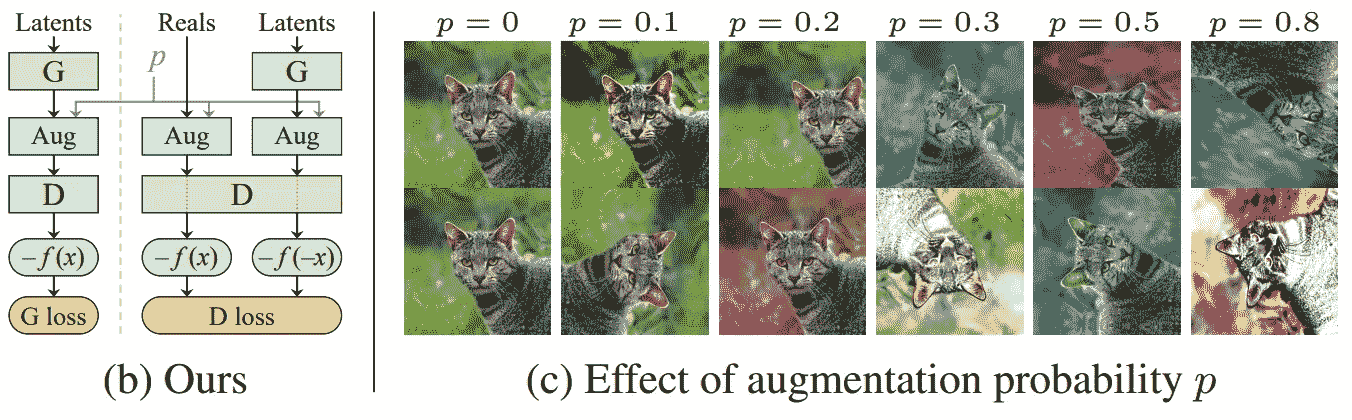 Latents Reals Latents
p
G G
Aug Aug Aug
D D
−f(x) −f(x) −f(−x)
G loss D loss
(b) Ours
p = 0 p = 0.1 p = 0.2 p = 0.3 p = 0.5 p = 0.8
(c) Effect of augmentation probability p